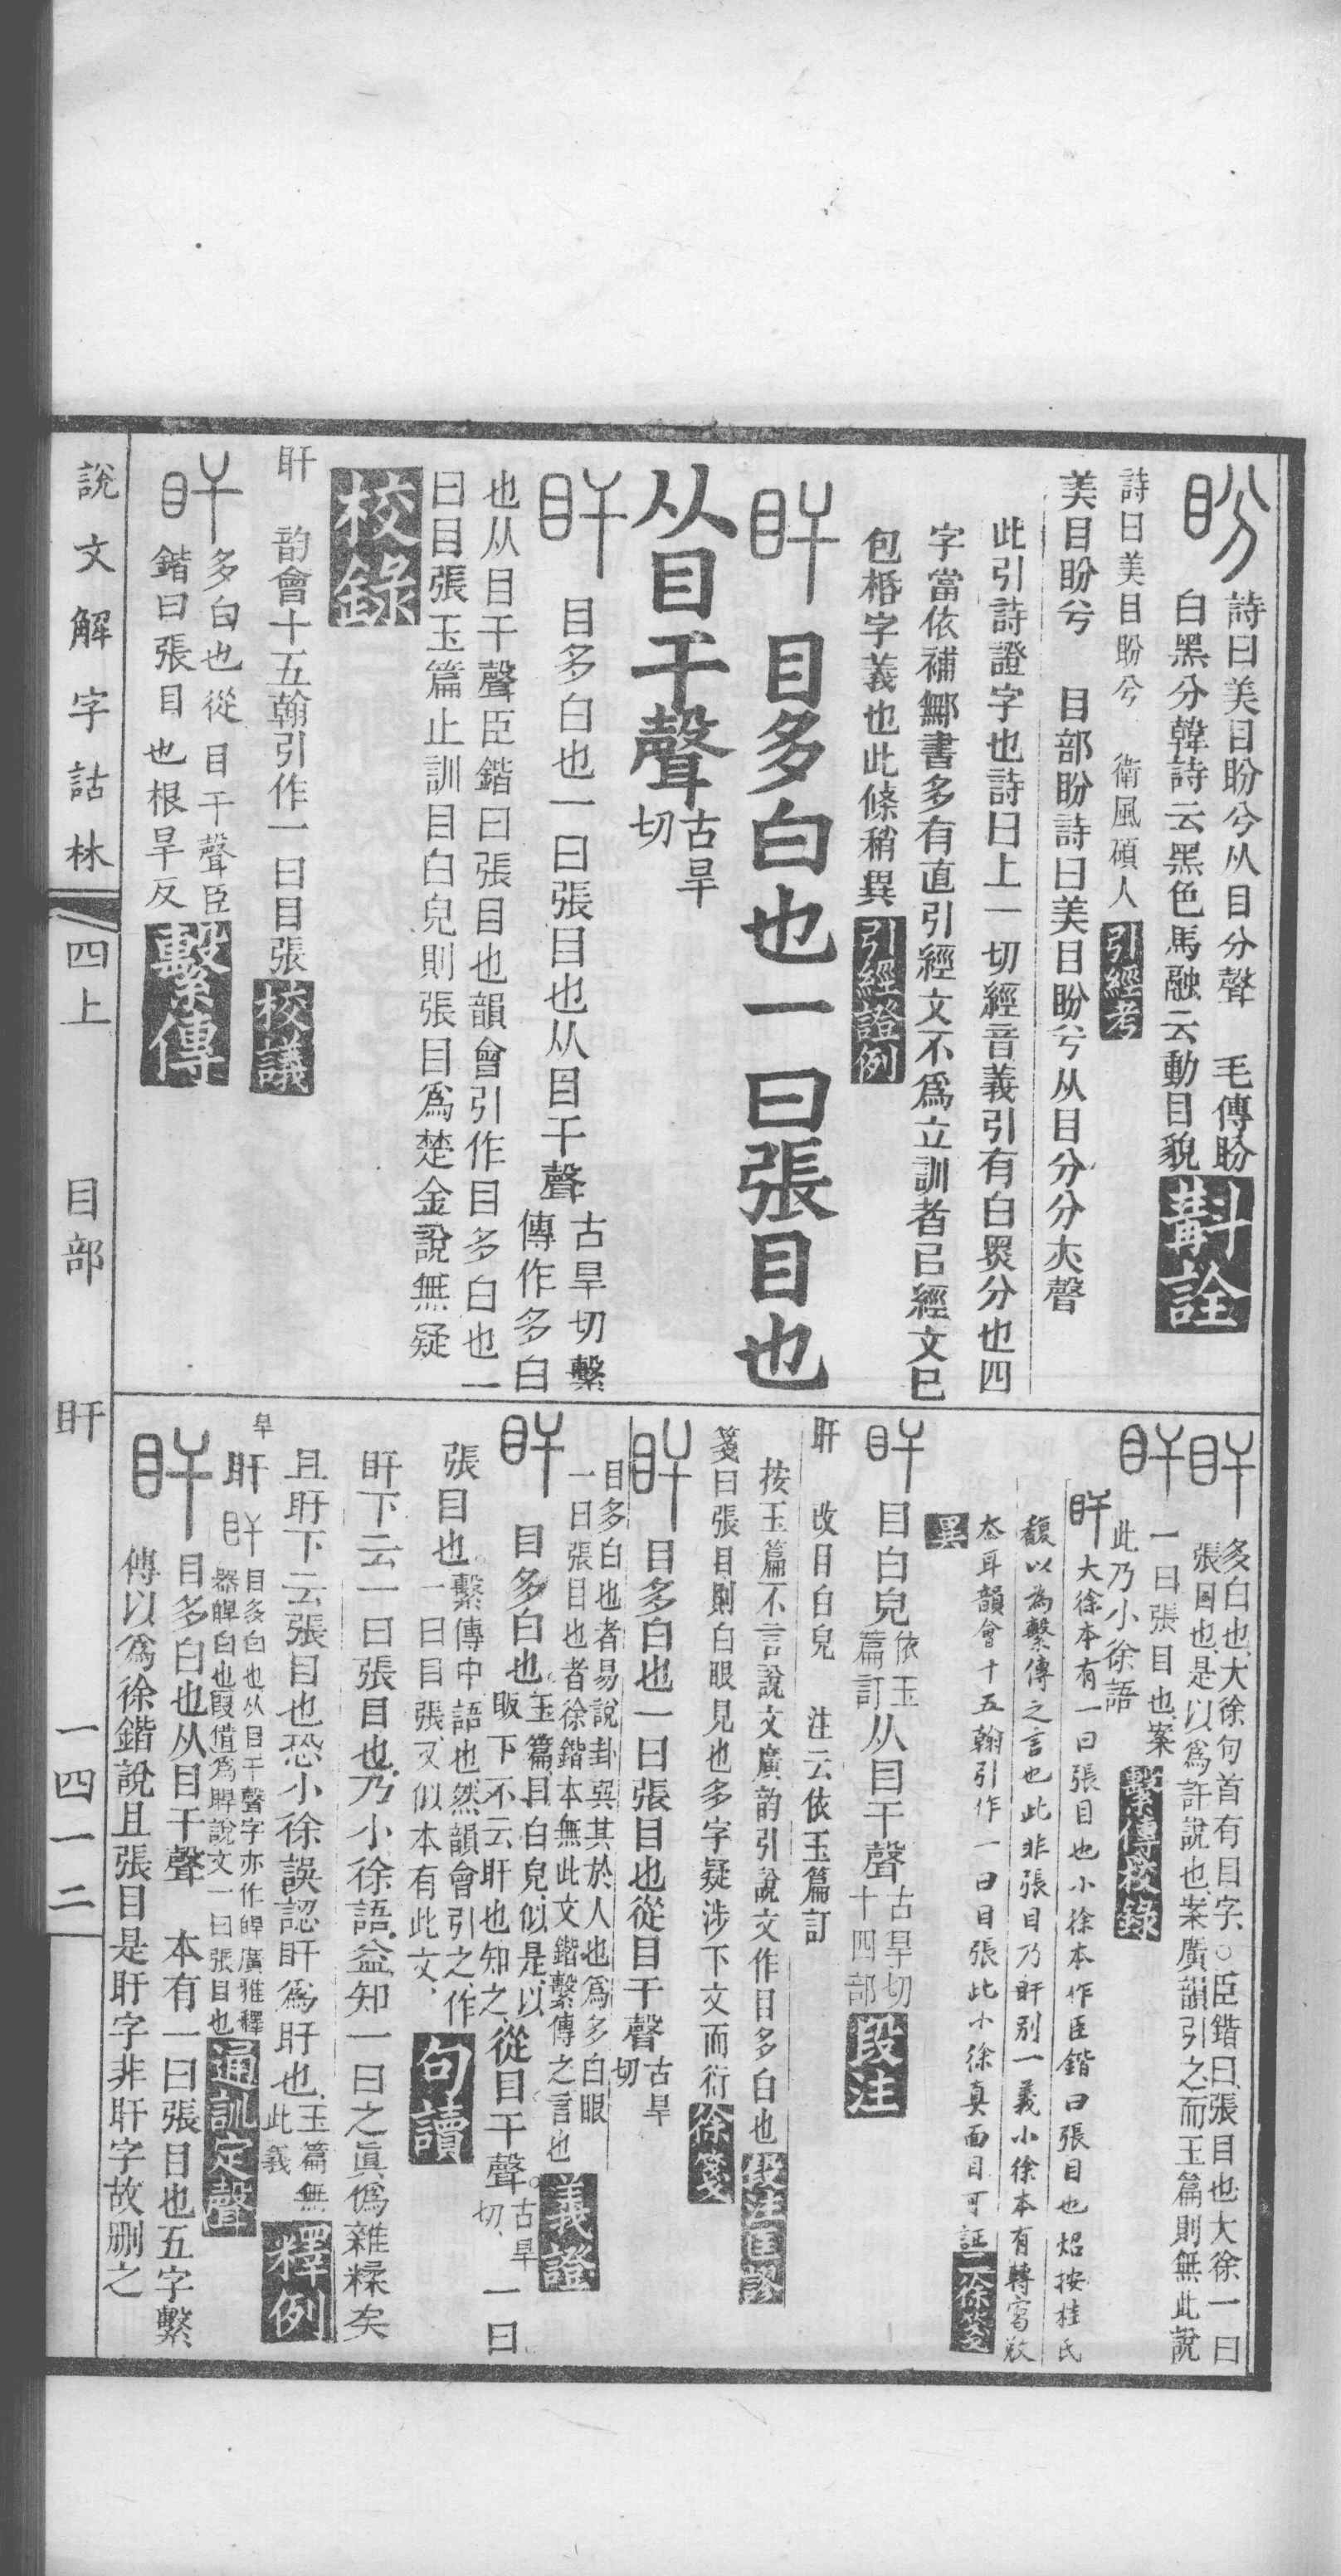 盼
詩曰美目盼兮从目分聲　毛傳盼
白黑分韓詩云黑色馬融云動目貌
斠詮
詩曰美目盼兮　衛風碩人
引經考
美目盼兮　目部盼詩曰美目盼兮从目分分夾聲
此引詩證字也詩曰上一切經音義引有白黑分也四
字當依補鄦書多有直引經文不爲立訓者㠯經文已
包桰字義也此條稍異
引經證例
盰　目多白也一曰張目也
从目干聲
古旱
切
盰　目多白也一曰張目也从目干聲
古旱切繫
傳作多白
也从目干聲臣鍇曰張目也韻會引作目多白也一
曰目張玉篇止訓目白皃則張目爲楚金說無疑
校錄
盰　韵會十五翰引作一曰目張
校議
盰
多白也從目干聲臣
鍇曰張目也根旱反
繫傳
盰
多白也大徐句首有目字○臣鍇曰張目也大徐一曰
張目也是以爲許說也案廣韻引之而玉篇則無此說
盰
一曰張目也案
此乃小徐語
繫傳校錄
盰　大徐本有一曰張目也小徐本作臣鍇曰張目也炤按桂氏
馥以為繫傳之言也此非張目乃盰别一義小徐本有轉寫㪚
夳耳韻會十五翰引作一曰目張此小徐真面目可証
二徐箋異
盰　目白皃
依玉
篇訂
从目干聲
古旱切
十四部
段注
盰　改目白皃　注云依玉篇訂
按玉篇不言說文廣韵引說文作目多白也
段注匡謬
箋曰張目則白眼見也多字疑涉下文而衍
徐箋
盰　目多白也一曰張目也從目干聲
古旱
切
目多白也者易說卦巽其於人也爲多白眼
一曰張目也者徐鍇本無此文鍇繫傳之言也
義證
盰　目多白也
玉篇目白皃似是以
販下不云盰也知之
從目干聲
古旱
切
一曰
張目也
繫傳中語也然韻會引之作
一曰目張又似本有此文
句讀
盰下云一曰張目也乃小徐語益知一曰之眞僞雜糅矣
且盱下云張目也恐小徐誤認盰爲盱也
玉篇無
此義
釋例
盰　盰
目多白也从目干聲字亦作睅廣雅釋
器睅白也叚借爲睅說文一曰張目也
通訓定聲
盰
目多白也从目干聲　本有一曰張目也五字繫
傳以爲徐鍇說且張目是盱字非盰字故刪之
說文解字詁林　四上　目部　盰　一四一二